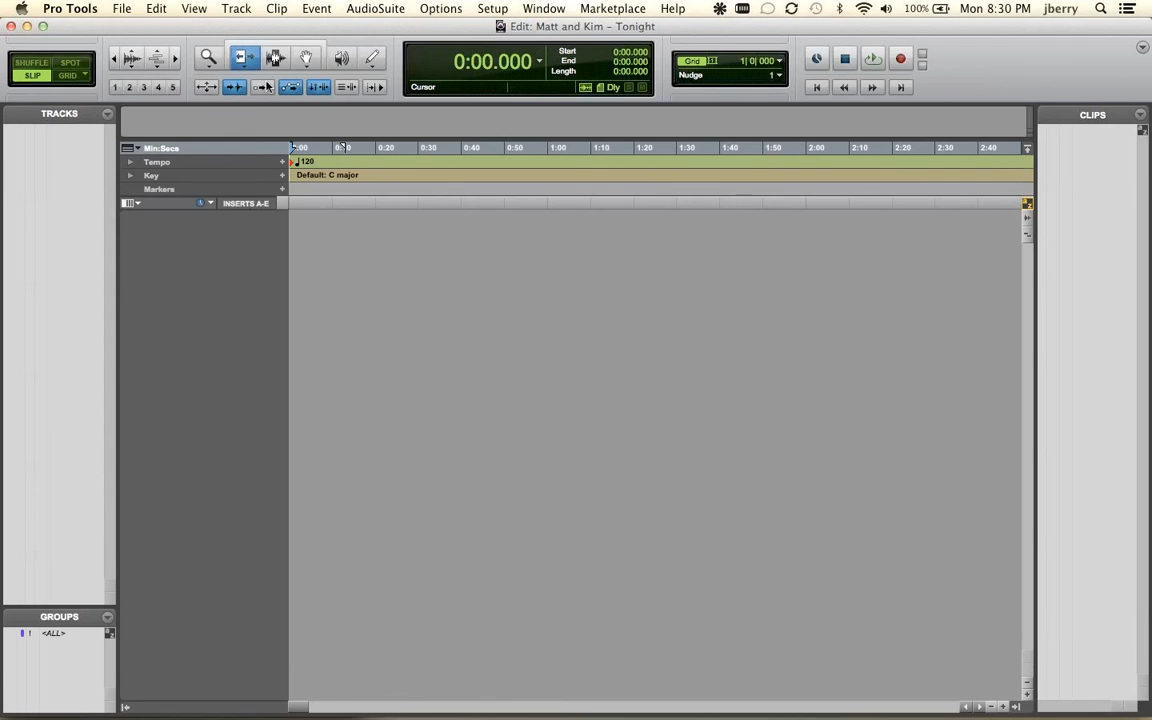 Pro Tools File Edit View Track Clip Event AudioSuite Options Setup Window Marketplace Help 100% Mon 8:30 PM jberry
Edit: Matt and Kim – Tonight
SHUFFLE SPOT
SLIP GRID
1 2 3 4 5
0:00.000
Start 0:00.000
End 0:00.000
Length 0:00.000
Cursor Dly S M
Grid 1| 0| 000
Nudge 1
TRACKS
CLIPS
Min:Secs 0:20 0:30 0:40 0:50 1:00 1:10 1:20 1:30 1:40 1:50 2:00 2:10 2:20 2:30 2:40
Tempo 120
Key Default: C major
Markers
INSERTS A-E
GROUPS
1 <ALL>